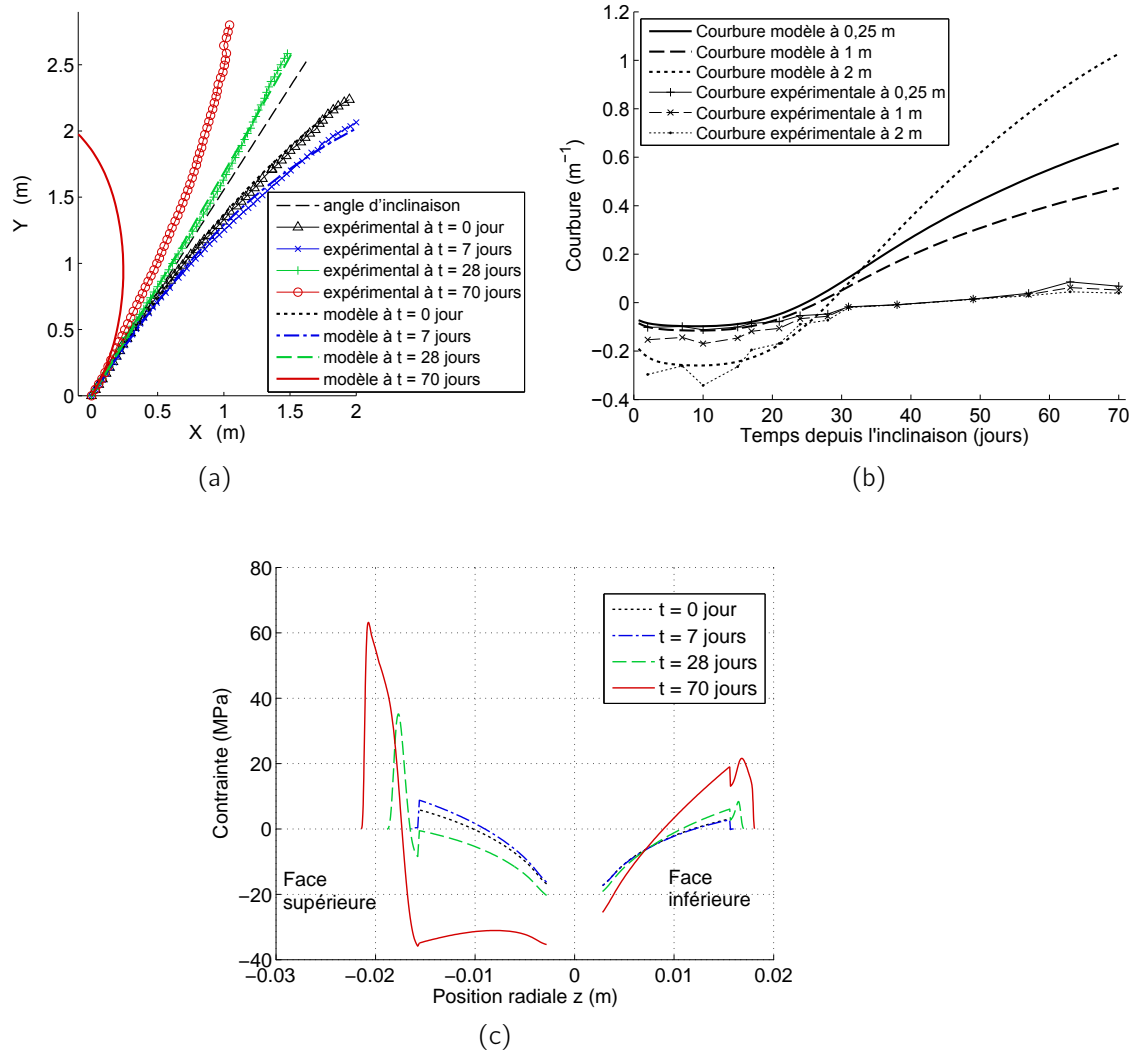 2.5
2
1.5
1
0.5
0
0
0.5
1
1.5
2
Y (m)
X (m)
angle d'inclinaison
expérimental à t = 0 jour
expérimental à t = 7 jours
expérimental à t = 28 jours
expérimental à t = 70 jours
modèle à t = 0 jour
modèle à t = 7 jours
modèle à t = 28 jours
modèle à t = 70 jours
(a)
1.2
1
0.8
0.6
0.4
0.2
0
−0.2
−0.4
0
10
20
30
40
50
60
70
Courbure (m⁻¹)
Temps depuis l'inclinaison (jours)
Courbure modèle à 0,25 m
Courbure modèle à 1 m
Courbure modèle à 2 m
Courbure expérimentale à 0,25 m
Courbure expérimentale à 1 m
Courbure expérimentale à 2 m
(b)
80
60
40
20
0
−20
−40
−0.03
−0.02
−0.01
0
0.01
0.02
Contrainte (MPa)
Position radiale z (m)
t = 0 jour
t = 7 jours
t = 28 jours
t = 70 jours
Face
supérieure
Face
inférieure
(c)